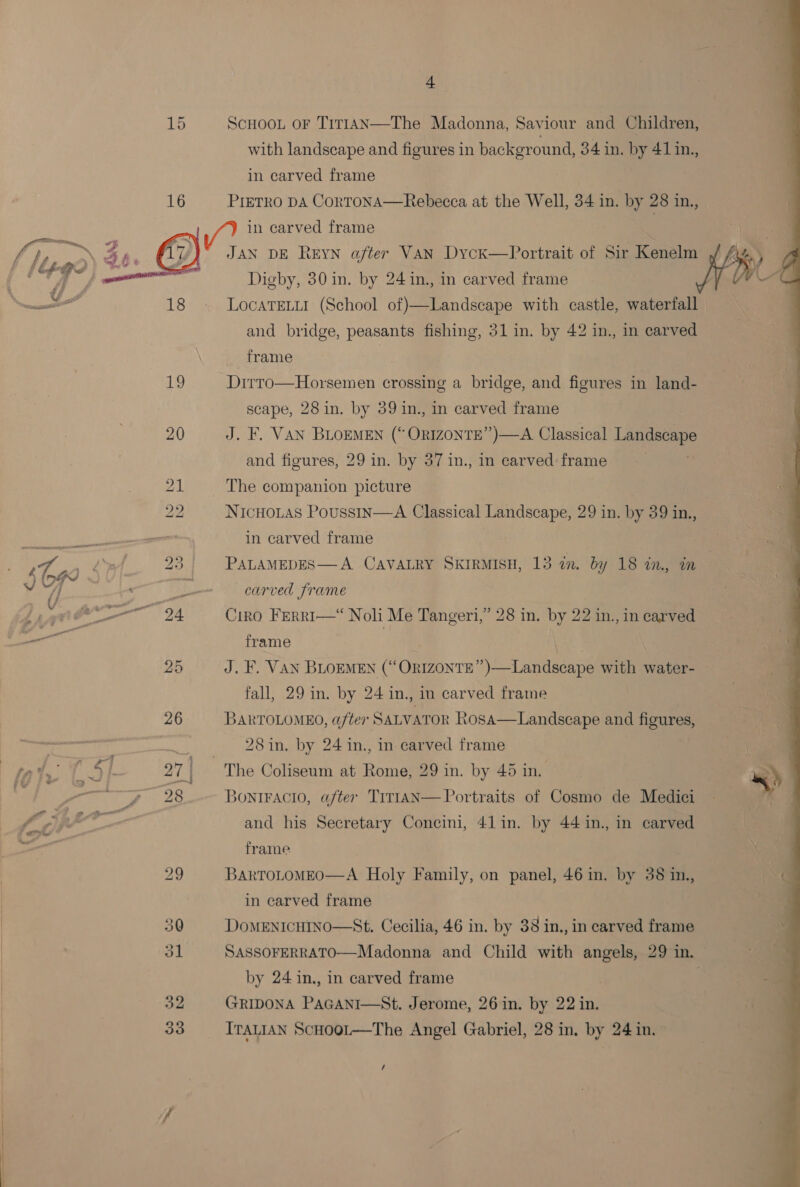 4
15 SCHOOL OF TITIAN—The Madonna, Saviour and Children,
with landscape and figures in background, 34 in. by 41 in.,
in carved frame
16 PIETRO DA CORTONA—Rebecca at the Well, 34 in. by 28 in.,
in carved frame
17 JAN DE REYN after VAN DYCK—Portrait of Sir Kenelm
Digby, 30 in. by 24 in., in carved frame
18 LOCATELLI (School of)—Landscape with castle, waterfall
and bridge, peasants fishing, 31 in. by 42 in., in carved
frame
19 DITTO—Horsemen crossing a bridge, and figures in land-
scape, 28 in. by 39 in., in carved frame
20 J. F. VAN BLOEMEN (“ORIZONTE”)—A Classical Landscape
and figures, 29 in. by 37 in., in carved frame
21 The companion picture
22 NICHOLAS POUSSIN—A Classical Landscape, 29 in. by 39 in.,
in carved frame
23 PALAMEDES—A CAVALRY SKIRMISH, 13 in. by 18 in., in
carved frame
24 CIRO FERRI—“Noli Me Tangeri,” 28 in. by 22 in., in carved
frame
25 J. F. VAN BLOEMEN (“ORIZONTE”)—Landscape with water-
fall, 29 in. by 24 in., in carved frame
26 BARTOLOMEO, after SALVATOR ROSA—Landscape and figures,
28 in. by 24 in., in carved frame
27 The Coliseum at Rome, 29 in. by 45 in.
28 BONIFACIO, after TITIAN—Portraits of Cosmo de Medici
and his Secretary Concini, 41 in. by 44 in., in carved
frame
29 BARTOLOMEO—A Holy Family, on panel, 46 in. by 38 in.,
in carved frame
30 DOMENICHINO—St. Cecilia, 46 in. by 38 in., in carved frame
31 SASSOFERRATO—Madonna and Child with angels, 29 in.
by 24 in., in carved frame
32 GRIDONA PAGANI—St. Jerome, 26 in. by 22 in.
33 ITALIAN SCHOOL—The Angel Gabriel, 28 in. by 24 in.